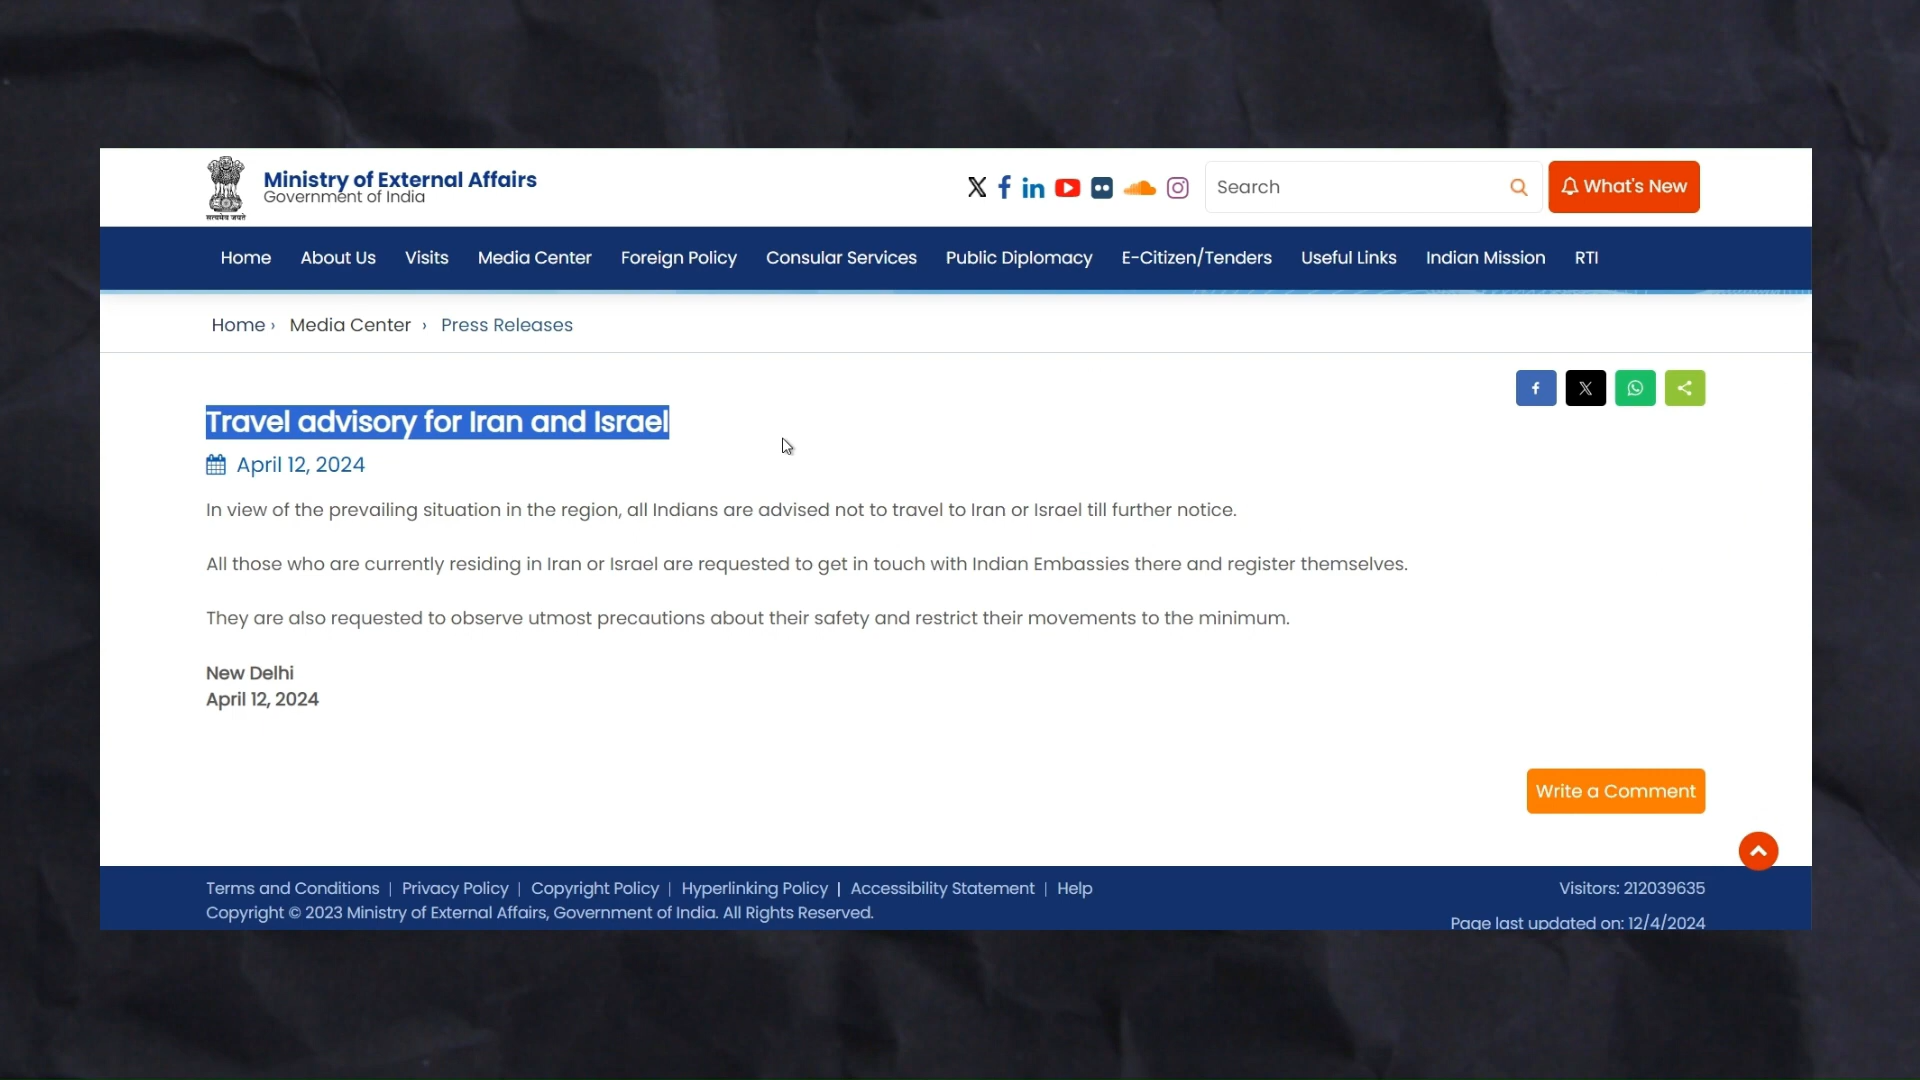 Ministry of External Affairs
Government of India
सत्यमेव जयते
Search
What's New
Home About Us Visits Media Center Foreign Policy Consular Services Public Diplomacy E-Citizen/Tenders Useful Links Indian Mission RTI
Home › Media Center › Press Releases
Travel advisory for Iran and Israel
April 12, 2024
In view of the prevailing situation in the region, all Indians are advised not to travel to Iran or Israel till further notice.
All those who are currently residing in Iran or Israel are requested to get in touch with Indian Embassies there and register themselves.
They are also requested to observe utmost precautions about their safety and restrict their movements to the minimum.
New Delhi
April 12, 2024
Write a Comment
Terms and Conditions | Privacy Policy | Copyright Policy | Hyperlinking Policy | Accessibility Statement | Help
Visitors: 212039635
Copyright © 2023 Ministry of External Affairs, Government of India. All Rights Reserved.
Page last updated on: 12/4/2024